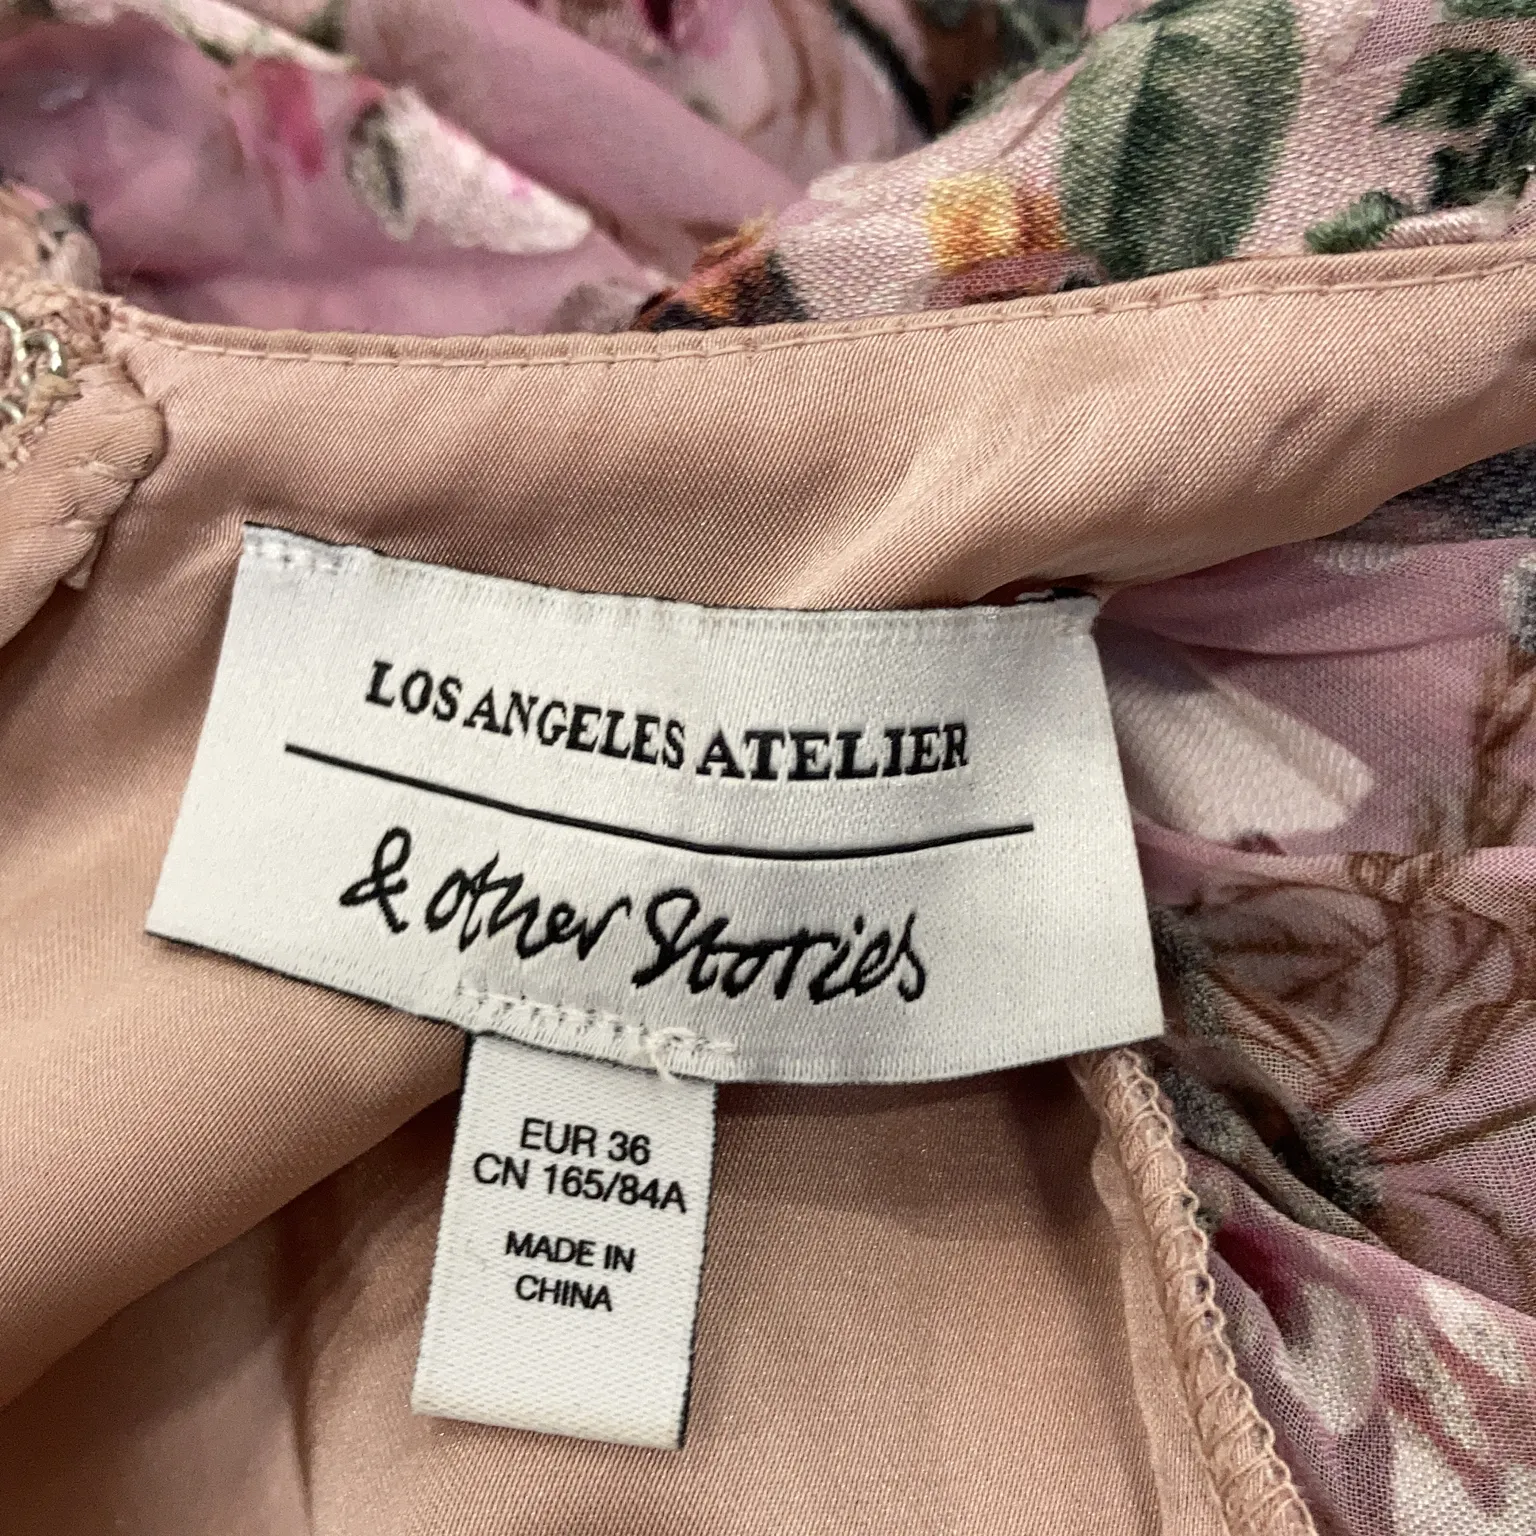 LOS ANGELES ATELIER
& other Stories
EUR 36
CN 165/84A
MADE IN
CHINA